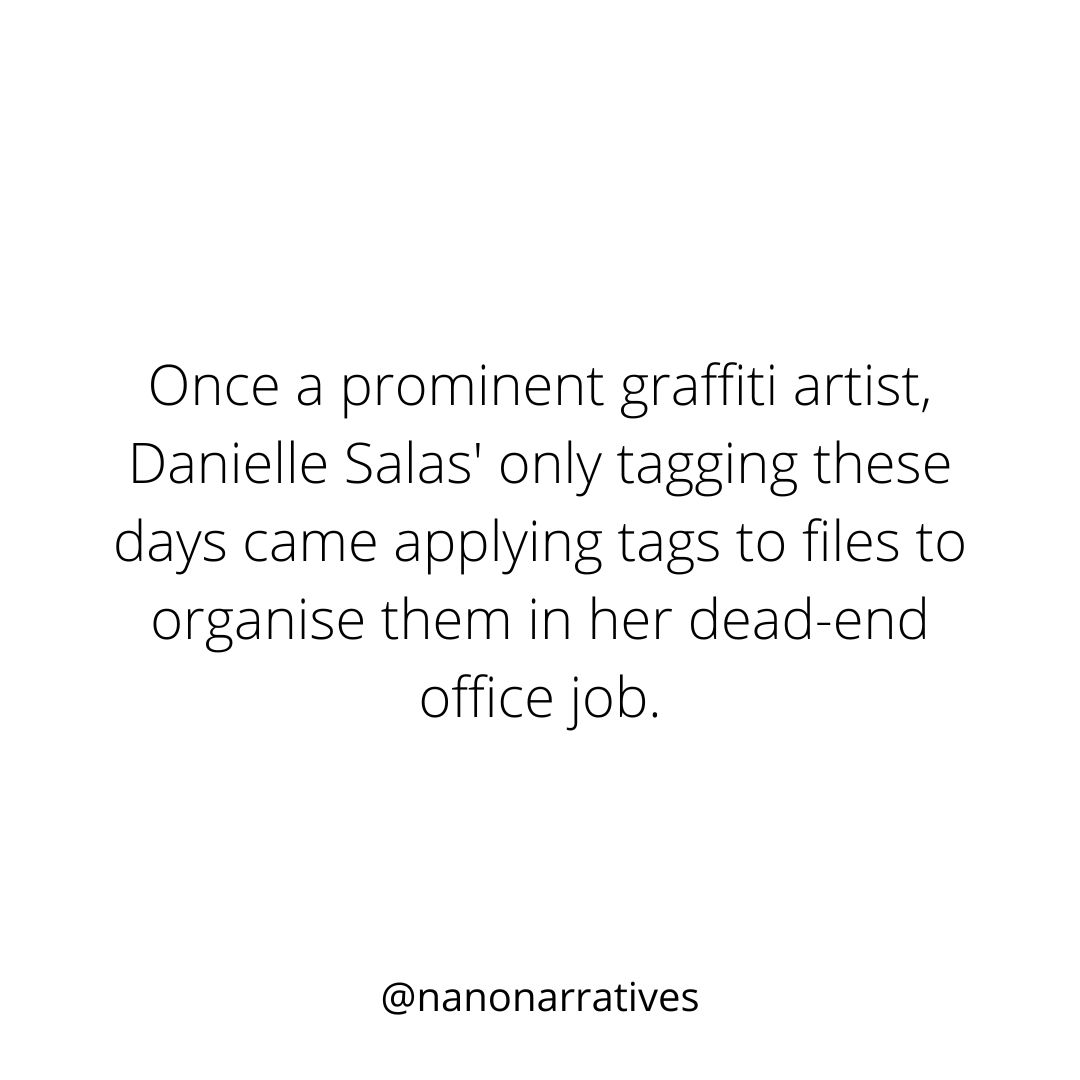 Once a prominent graffiti artist,
Danielle Salas' only tagging these
days came applying tags to files to
organise them in her dead-end
office job.
@nanonarratives